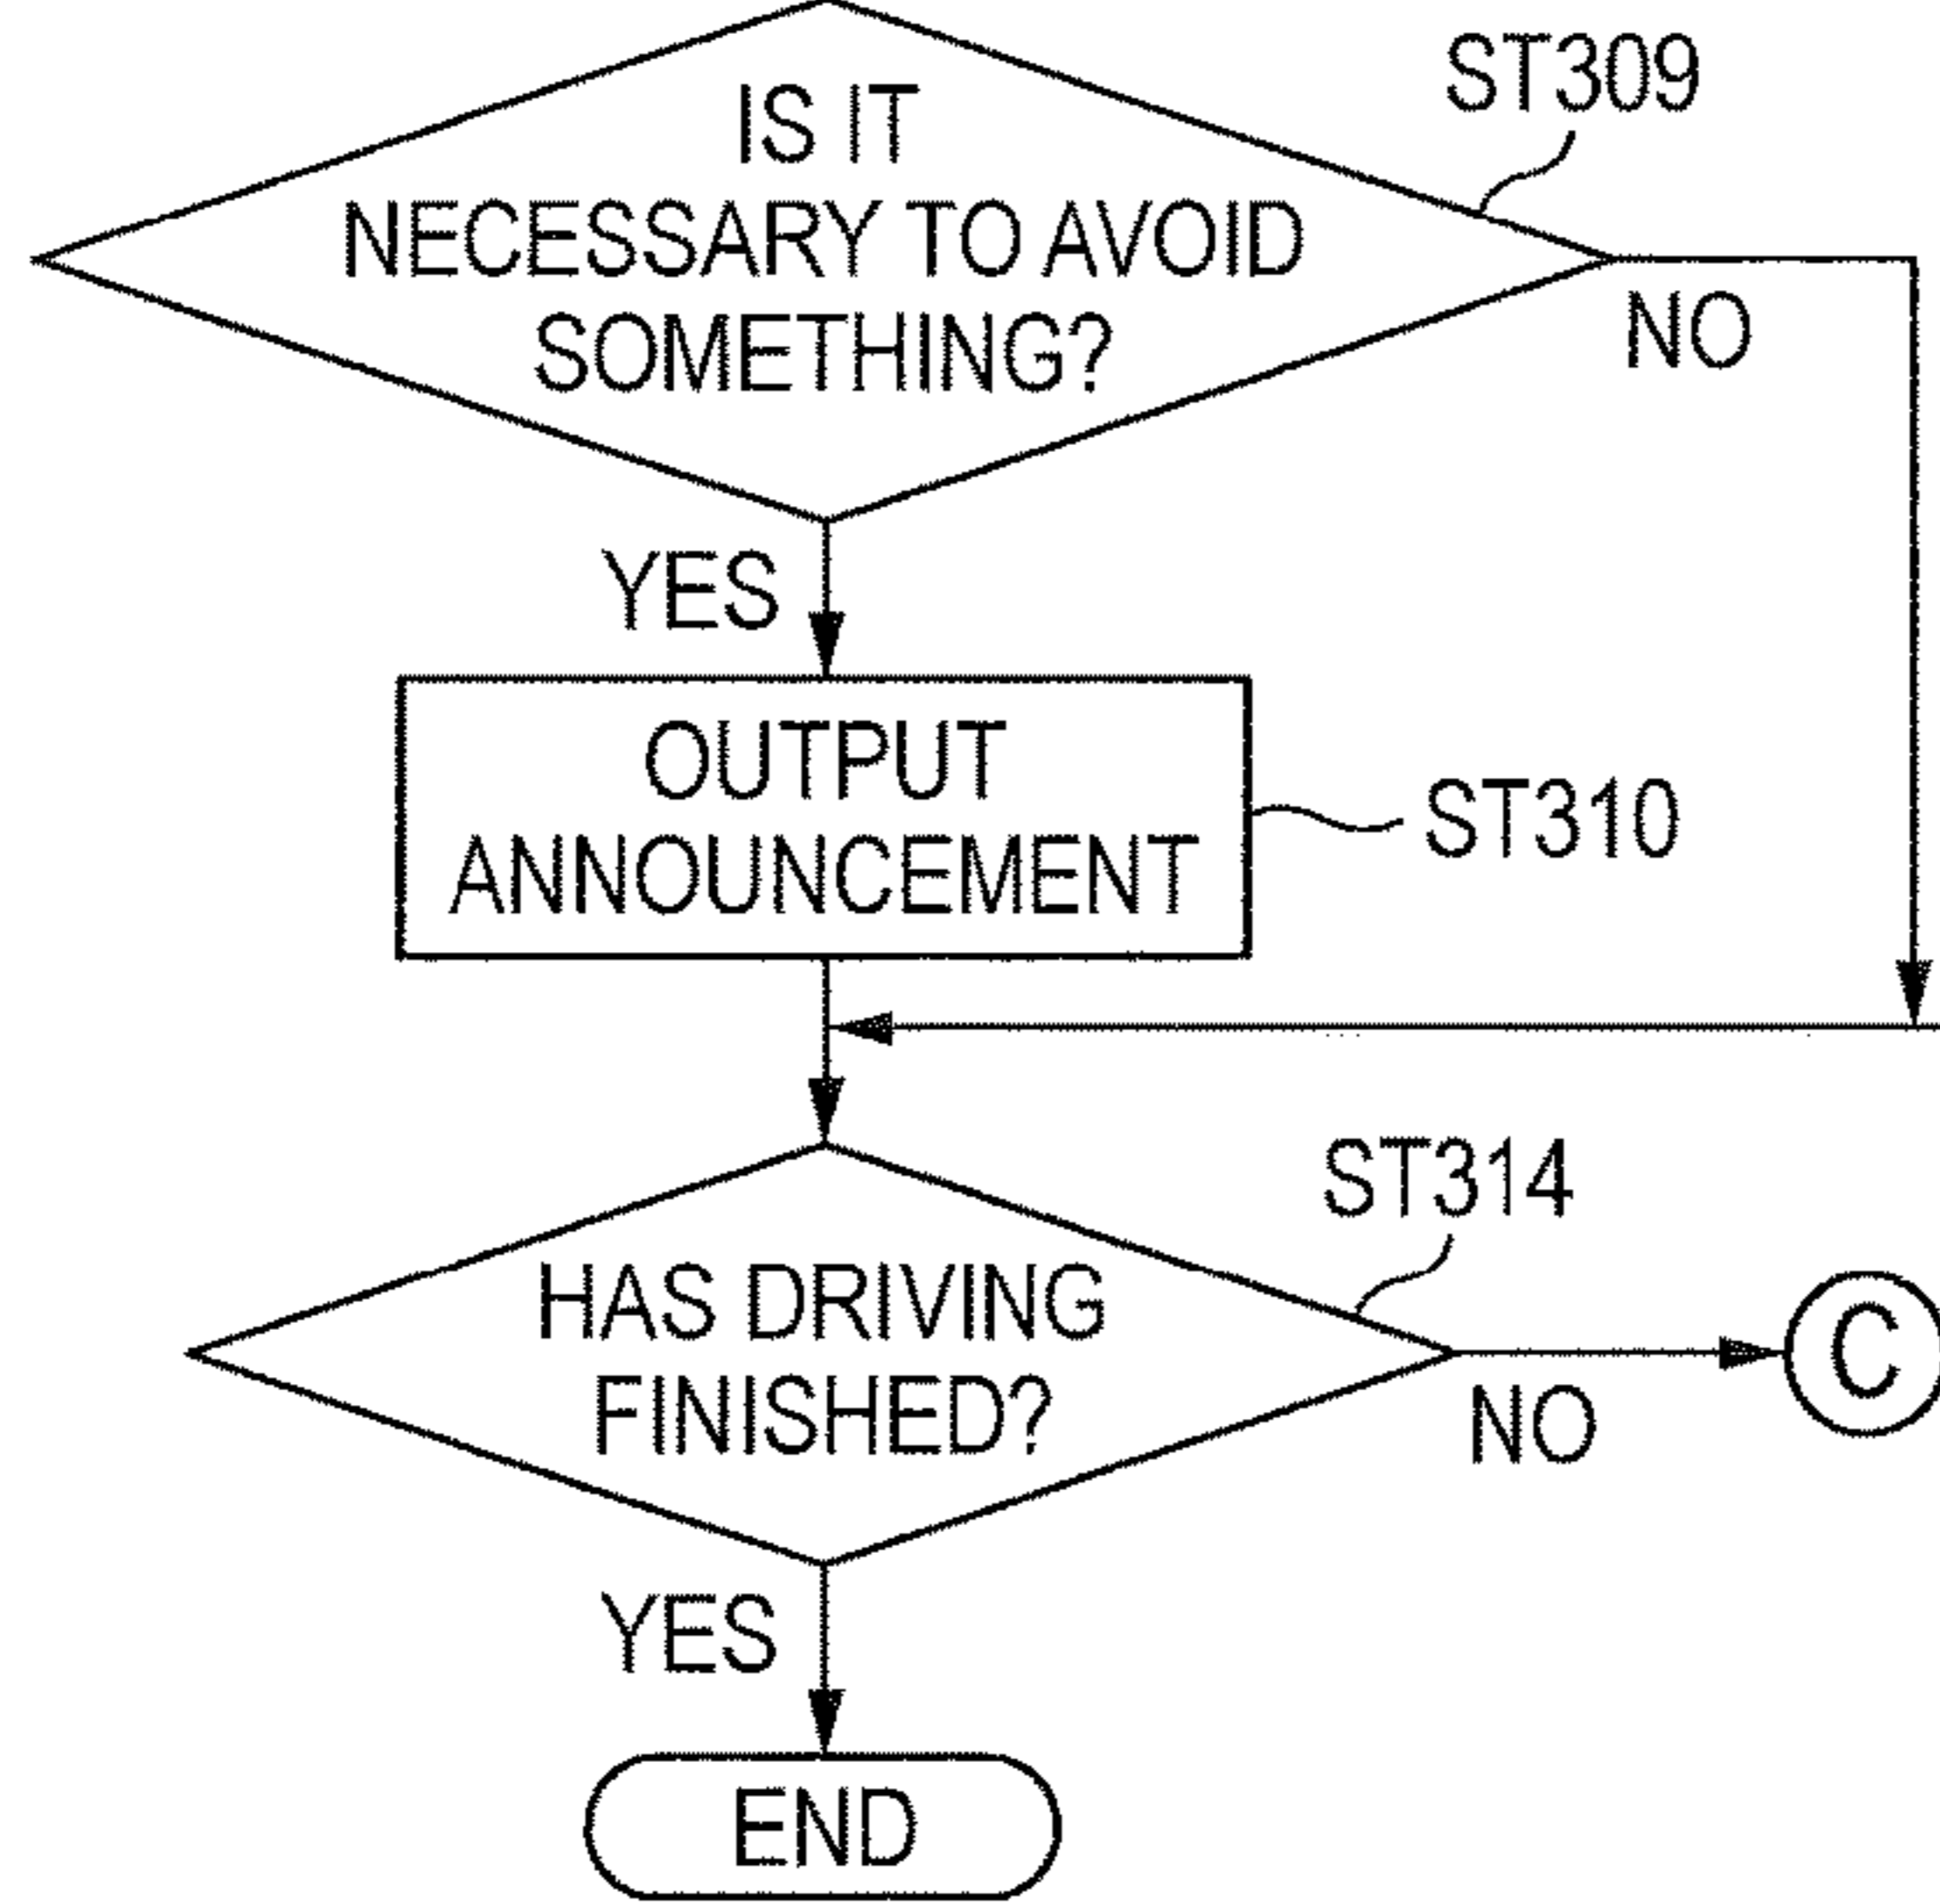 ST309
IS IT
NECESSARY TO AVOID
SOMETHING?
NO
YES
OUTPUT
ANNOUNCEMENT
ST310
ST314
HAS DRIVING
FINISHED?
C
NO
YES
END